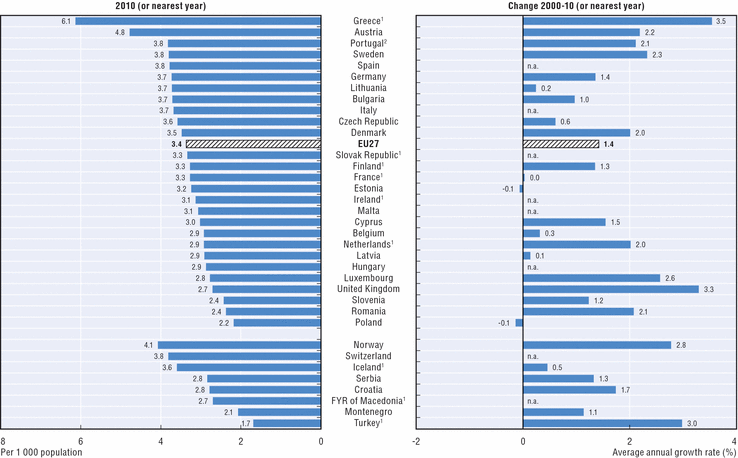 2010 (or nearest year) Change 2000-10 (or nearest year)
6.1 Greece¹ 3.5
4.8 Austria 2.2
3.8 Portugal² 2.1
3.8 Sweden 2.3
3.8 Spain n.a.
3.7 Germany 1.4
3.7 Lithuania 0.2
3.7 Bulgaria 1.0
3.7 Italy n.a.
3.6 Czech Republic 0.6
3.5 Denmark 2.0
3.4 EU27 1.4
3.3 Slovak Republic¹ n.a.
3.3 Finland¹ 1.3
3.3 France¹ 0.0
3.2 Estonia -0.1
3.1 Ireland¹ n.a.
3.1 Malta n.a.
3.0 Cyprus 1.5
2.9 Belgium 0.3
2.9 Netherlands¹ 2.0
2.9 Latvia 0.1
2.9 Hungary n.a.
2.8 Luxembourg 2.6
2.7 United Kingdom 3.3
2.4 Slovenia 1.2
2.4 Romania 2.1
2.2 Poland -0.1
4.1 Norway 2.8
3.8 Switzerland n.a.
3.6 Iceland¹ 0.5
2.8 Serbia 1.3
2.8 Croatia 1.7
2.7 FYR of Macedonia¹ n.a.
2.1 Montenegro 1.1
1.7 Turkey¹ 3.0
8 6 4 2 0 -2 0 2 4
Per 1 000 population Average annual growth rate (%)